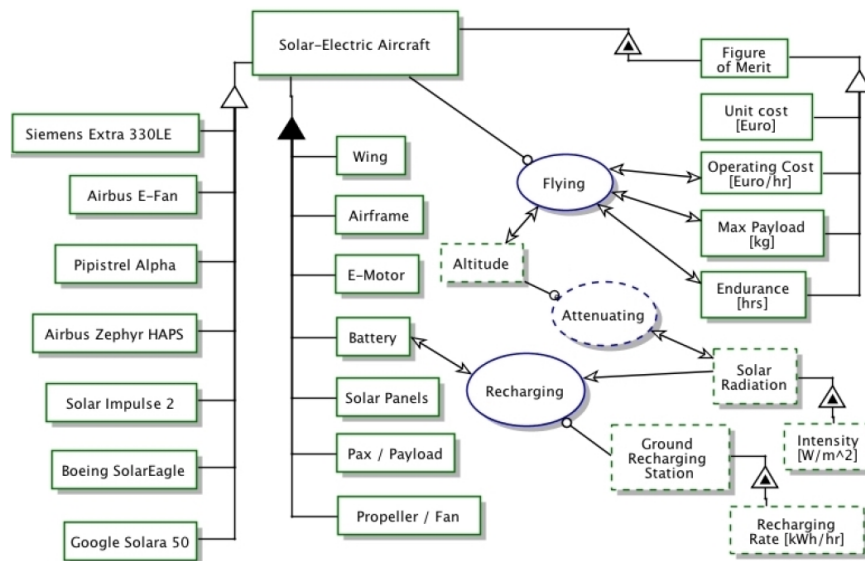 Solar-Electric Aircraft
Figure
of Merit
Siemens Extra 330LE
Unit cost
[Euro]
Wing
Flying
Operating Cost
[Euro/hr]
Airbus E-Fan
Airframe
Max Payload
[kg]
Pipistrel Alpha
E-Motor
Altitude
Endurance
[hrs]
Airbus Zephyr HAPS
Battery
Attenuating
Solar
Radiation
Solar Impulse 2
Solar Panels
Recharging
Boeing SolarEagle
Pax / Payload
Ground
Recharging
Station
Intensity
[W/m^2]
Google Solara 50
Propeller / Fan
Recharging
Rate [kWh/hr]